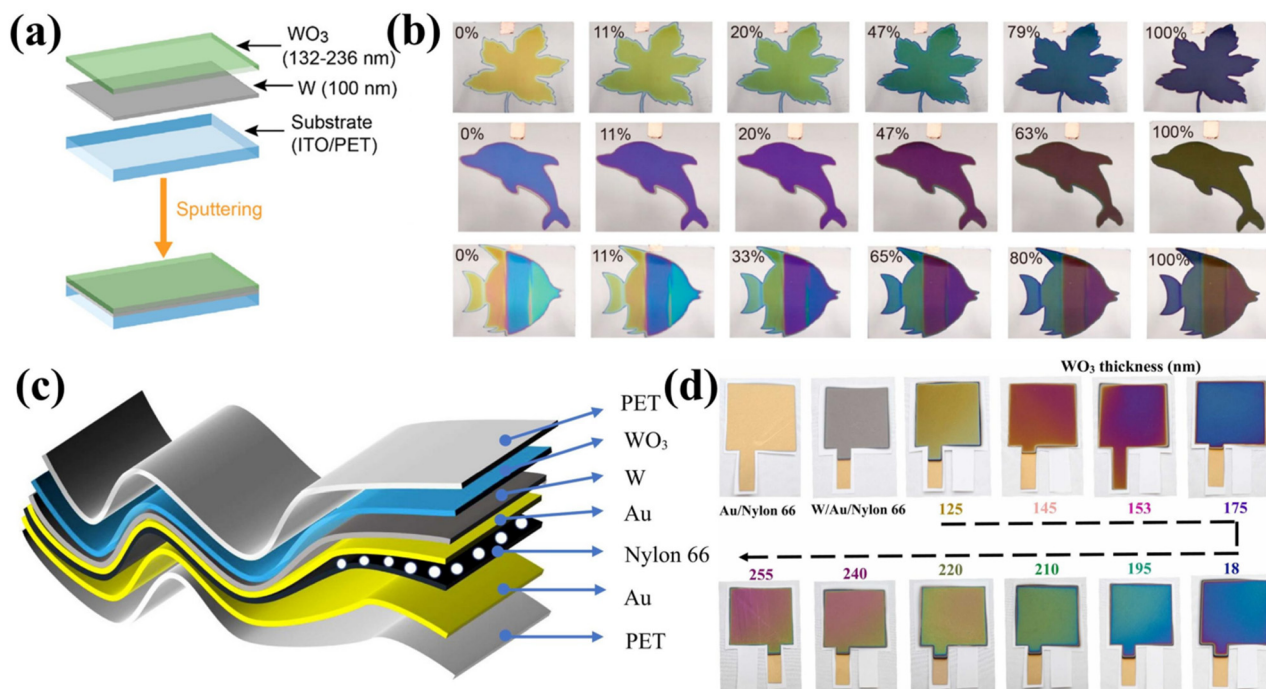 (a)
WO₃
(132-236 nm)
W (100 nm)
Substrate
(ITO/PET)
Sputtering
(b)
0% 11% 20% 47% 79% 100%
0% 11% 20% 47% 63% 100%
0% 11% 33% 65% 80% 100%
(c)
PET
WO₃
W
Au
Nylon 66
Au
PET
(d)
WO₃ thickness (nm)
Au/Nylon 66 W/Au/Nylon 66 125 145 153 175
255 240 220 210 195 18